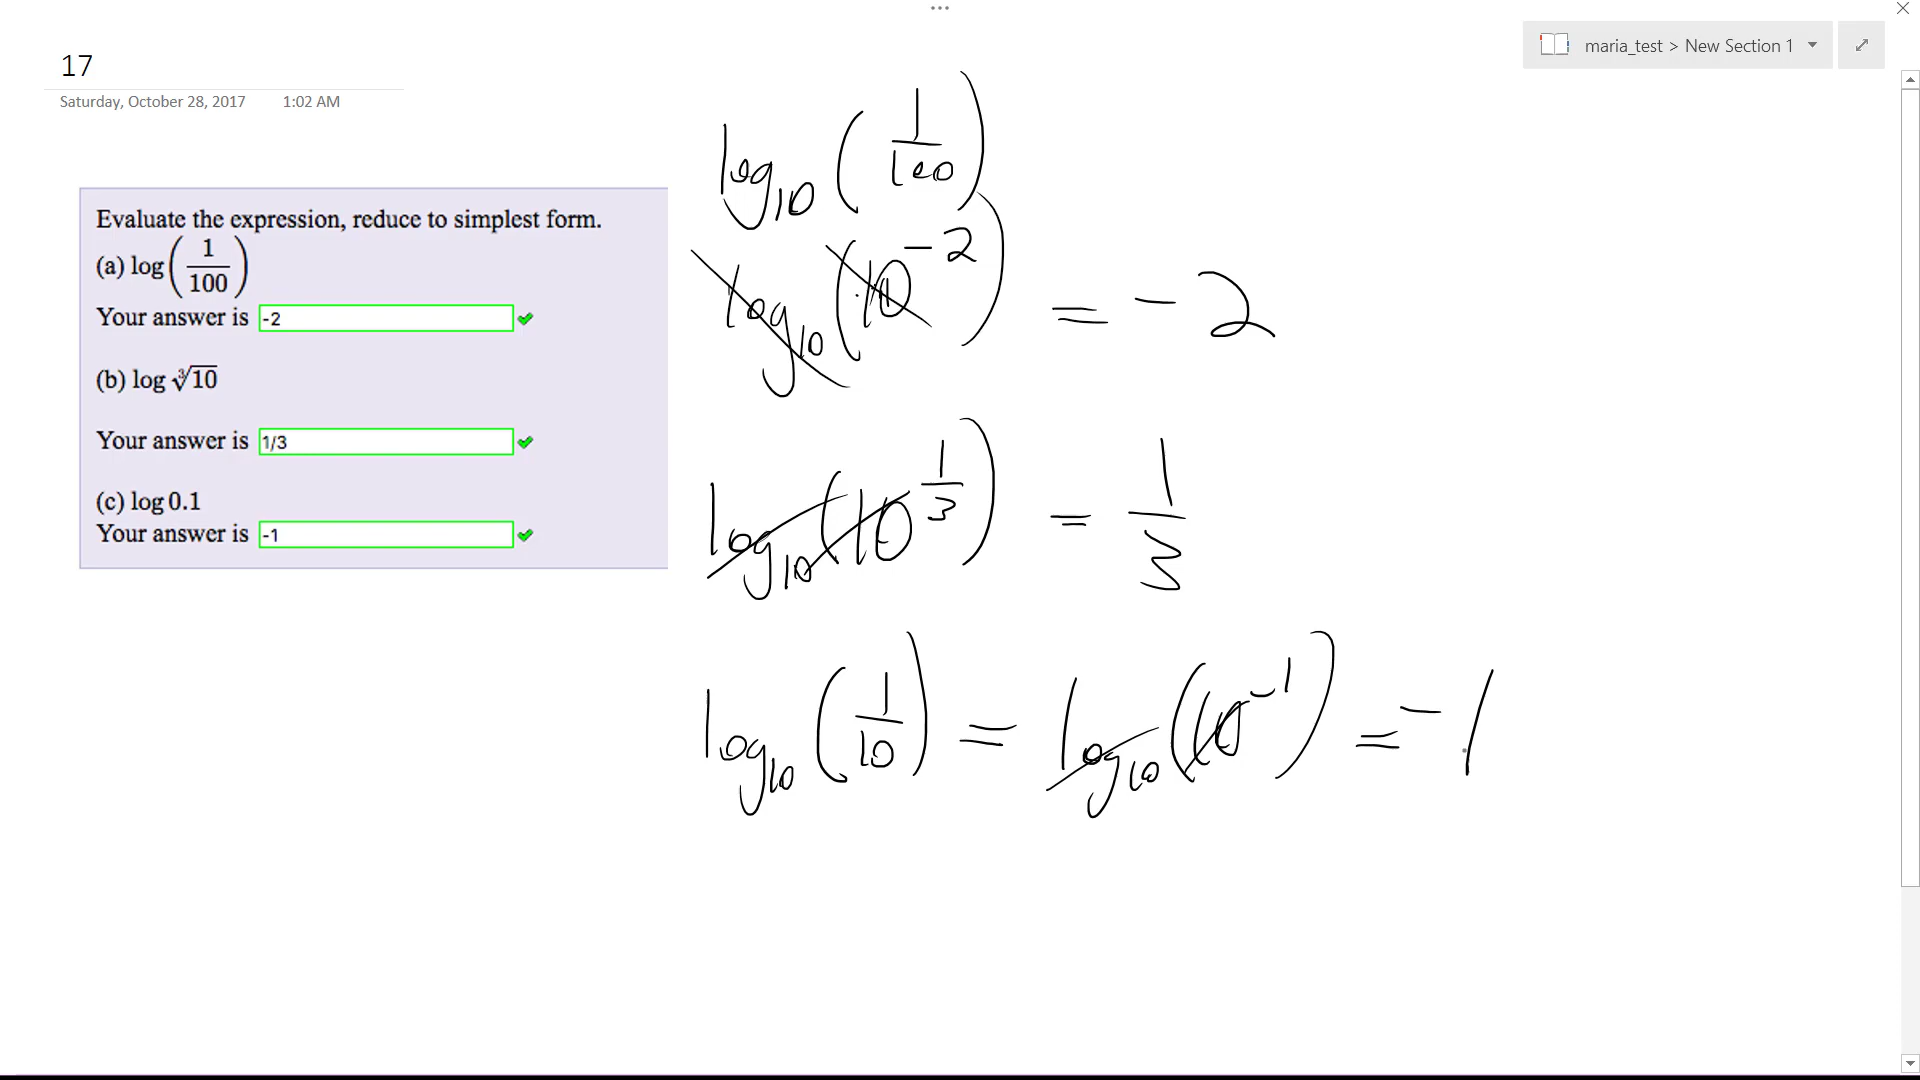 17
Saturday, October 28, 2017 1:02 AM
maria_test > New Section 1
Evaluate the expression, reduce to simplest form.
(a) log(1/100)
Your answer is -2
(b) log ∛10
Your answer is 1/3
(c) log 0.1
Your answer is -1
log₁₀(1/100)
log₁₀(10⁻²) = -2
log₁₀(10^(1/3)) = 1/3
log₁₀(1/10) = log₁₀(10⁻¹) = -1